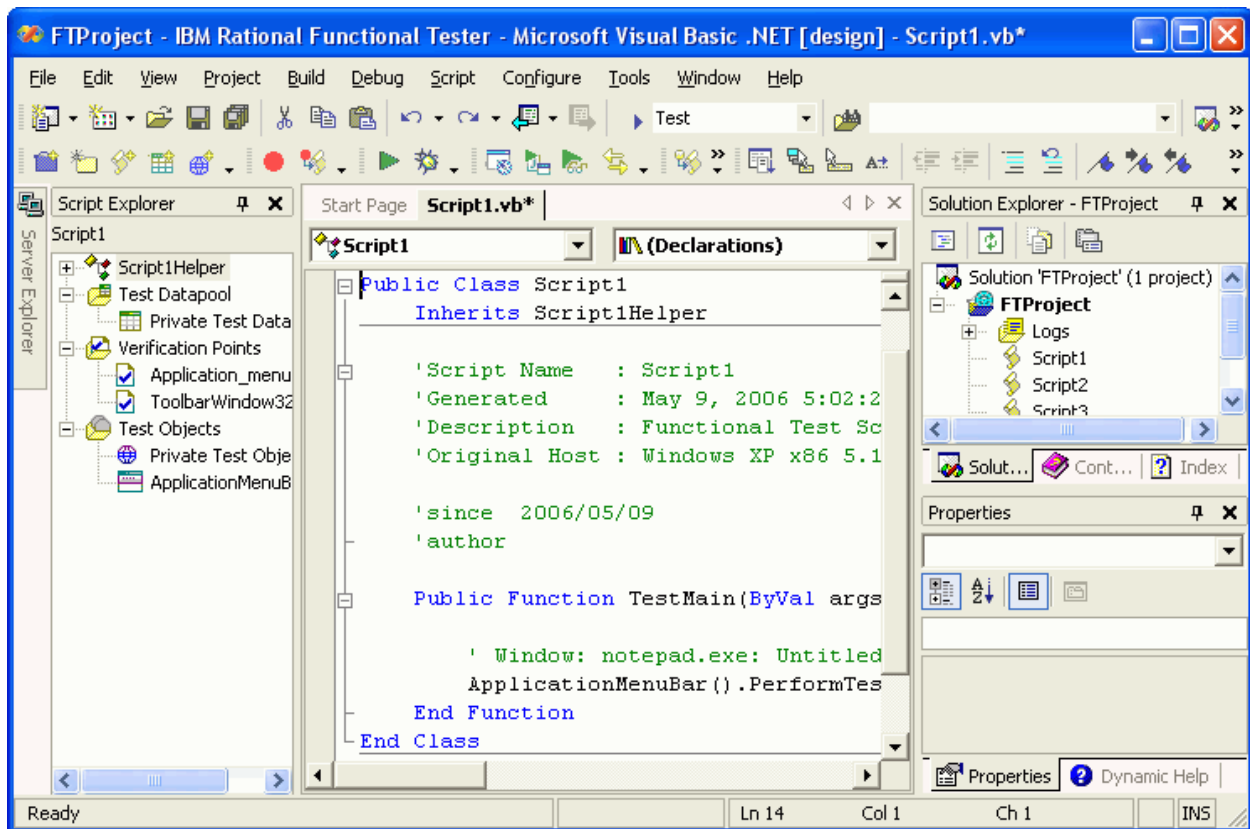 FTProject - IBM Rational Functional Tester - Microsoft Visual Basic .NET [design] - Script1.vb*
File Edit View Project Build Debug Script Configure Tools Window Help
Test
Server Explorer
Script Explorer
Script1
Script1Helper
Test Datapool
Private Test Data
Verification Points
Application_menu
ToolbarWindow32
Test Objects
Private Test Obje
ApplicationMenuB
Start Page Script1.vb*
Script1 (Declarations)
Public Class Script1
Inherits Script1Helper
'Script Name : Script1
'Generated : May 9, 2006 5:02:2
'Description : Functional Test Sc
'Original Host : Windows XP x86 5.1
'since 2006/05/09
'author
Public Function TestMain(ByVal args
' Window: notepad.exe: Untitled
ApplicationMenuBar().PerformTes
End Function
End Class
Solution Explorer - FTProject
Solution 'FTProject' (1 project)
FTProject
Logs
Script1
Script2
Script3
Solut... Cont... Index
Properties
Properties Dynamic Help
Ready Ln 14 Col 1 Ch 1 INS